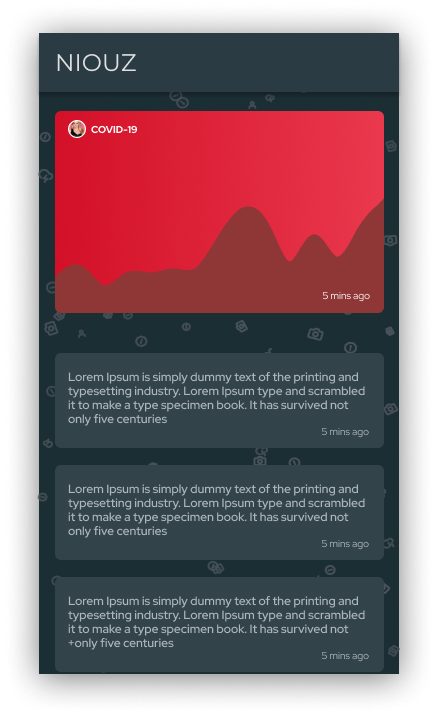 NIOUZ
COVID-19
5 mins ago
Lorem Ipsum is simply dummy text of the printing and
typesetting industry. Lorem Ipsum type and scrambled
it to make a type specimen book. It has survived not
only five centuries
5 mins ago
Lorem Ipsum is simply dummy text of the printing and
typesetting industry. Lorem Ipsum type and scrambled
it to make a type specimen book. It has survived not
only five centuries
5 mins ago
Lorem Ipsum is simply dummy text of the printing and
typesetting industry. Lorem Ipsum type and scrambled
it to make a type specimen book. It has survived not
+only five centuries
5 mins ago